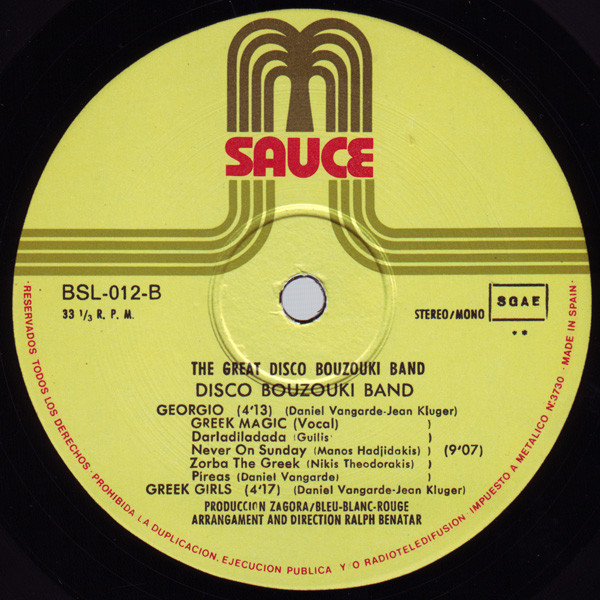 SAUCE
BSL-012-B
33 1/3 R. P. M.
STEREO/MONO
SGAE
**
THE GREAT DISCO BOUZOUKI BAND
DISCO BOUZOUKI BAND
GEORGIO (4'13) (Daniel Vangarde-Jean Kluger)
GREEK MAGIC (Vocal) )
Darladiladada (Gullis )
Never On Sunday (Manos Hadjidakis) ) (9'07)
Zorba The Greek (Nikis Theodorakis) )
Pireas (Daniel Vangarde) )
GREEK GIRLS (4'17) (Daniel Vangarde-Jean Kluger)
PRODUCCION ZAGORA/BLEU-BLANC-ROUGE
ARRANGAMENT AND DIRECTION RALPH BENATAR
·RESERVADOS TODOS LOS DERECHOS·PROHIBIDA LA DUPLICACION, EJECUCION PUBLICA Y/O RADIOTELEDIFUSION·IMPUESTO A METALICO Nº.3730·MADE IN SPAIN·